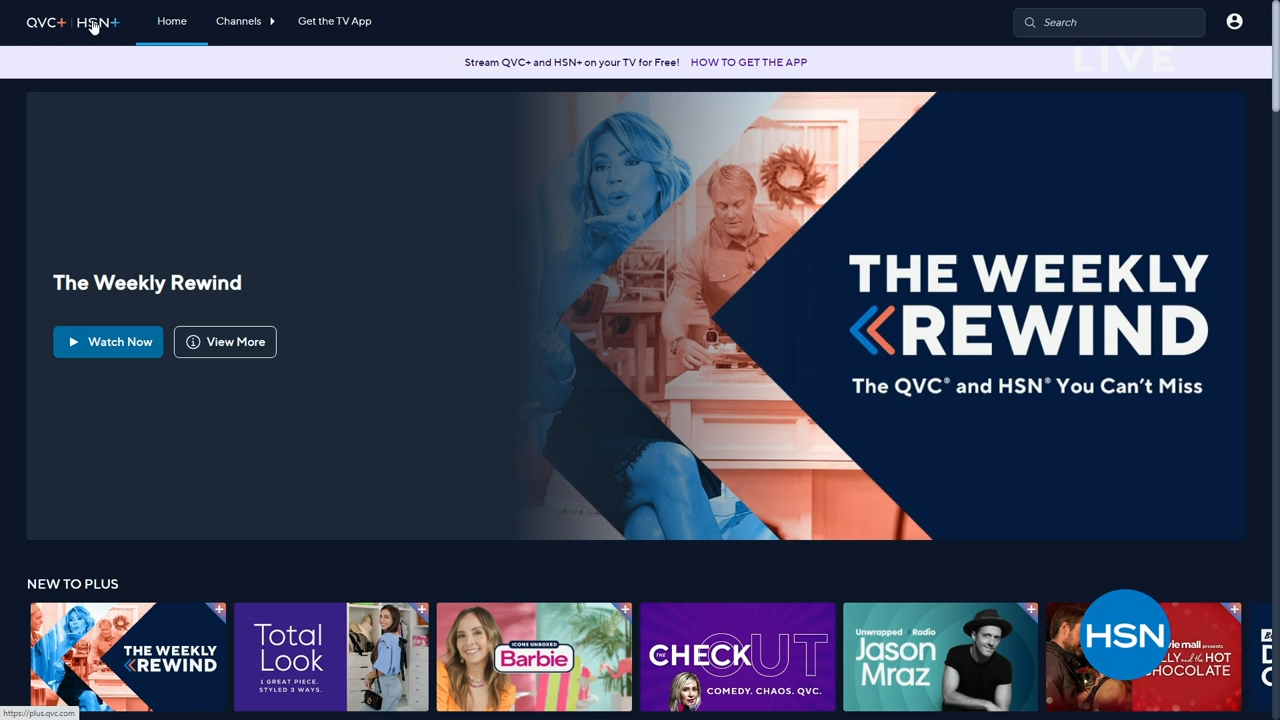 QVC+ | HSN+
Home
Channels
Get the TV App
Search
Stream QVC+ and HSN+ on your TV for Free! HOW TO GET THE APP
LIVE
The Weekly Rewind
Watch Now
View More
THE WEEKLY
REWIND
The QVC® and HSN® You Can't Miss
NEW TO PLUS
THE WEEKLY
REWIND
Total
Look
1 GREAT PIECE.
STYLED 3 WAYS.
ICONS UNBOXED
Barbie
THE CHECKOUT
COMEDY. CHAOS. QVC.
Unwrapped Radio
Jason
Mraz
HSN
presents
HOT
https://plus.qvc.com